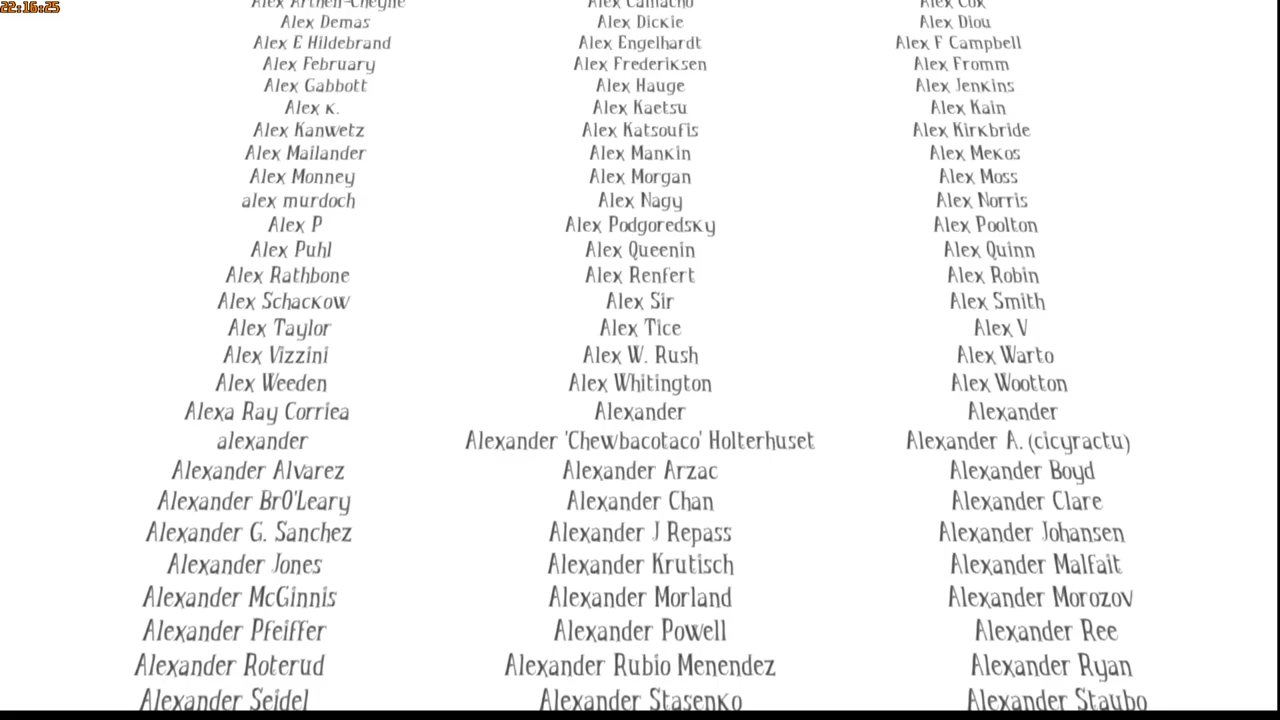 22:16:25
Alex Arthen-Cheyne Alex Camacho Alex Cox
Alex Demas Alex Dickie Alex Diou
Alex E Hildebrand Alex Engelhardt Alex F Campbell
Alex February Alex Frederiksen Alex Fromm
Alex Gabbott Alex Hauge Alex Jenkins
Alex K. Alex Kaetsu Alex Kain
Alex Kanwetz Alex Katsoufis Alex Kirkbride
Alex Mailander Alex Mankin Alex Mekos
Alex Monney Alex Morgan Alex Moss
alex murdoch Alex Nagy Alex Norris
Alex P Alex Podgoredsky Alex Poolton
Alex Puhl Alex Queenin Alex Quinn
Alex Rathbone Alex Renfert Alex Robin
Alex Schackow Alex Sir Alex Smith
Alex Taylor Alex Tice Alex V
Alex Vizzini Alex W. Rush Alex Warto
Alex Weeden Alex Whitington Alex Wootton
Alexa Ray Corriea Alexander Alexander
alexander Alexander 'Chewbacotaco' Holterhuset Alexander A. (cicyractu)
Alexander Alvarez Alexander Arzac Alexander Boyd
Alexander BrO'Leary Alexander Chan Alexander Clare
Alexander G. Sanchez Alexander J Repass Alexander Johansen
Alexander Jones Alexander Krutisch Alexander Malfait
Alexander McGinnis Alexander Morland Alexander Morozov
Alexander Pfeiffer Alexander Powell Alexander Ree
Alexander Roterud Alexander Rubio Menendez Alexander Ryan
Alexander Seidel Alexander Stasenko Alexander Staubo